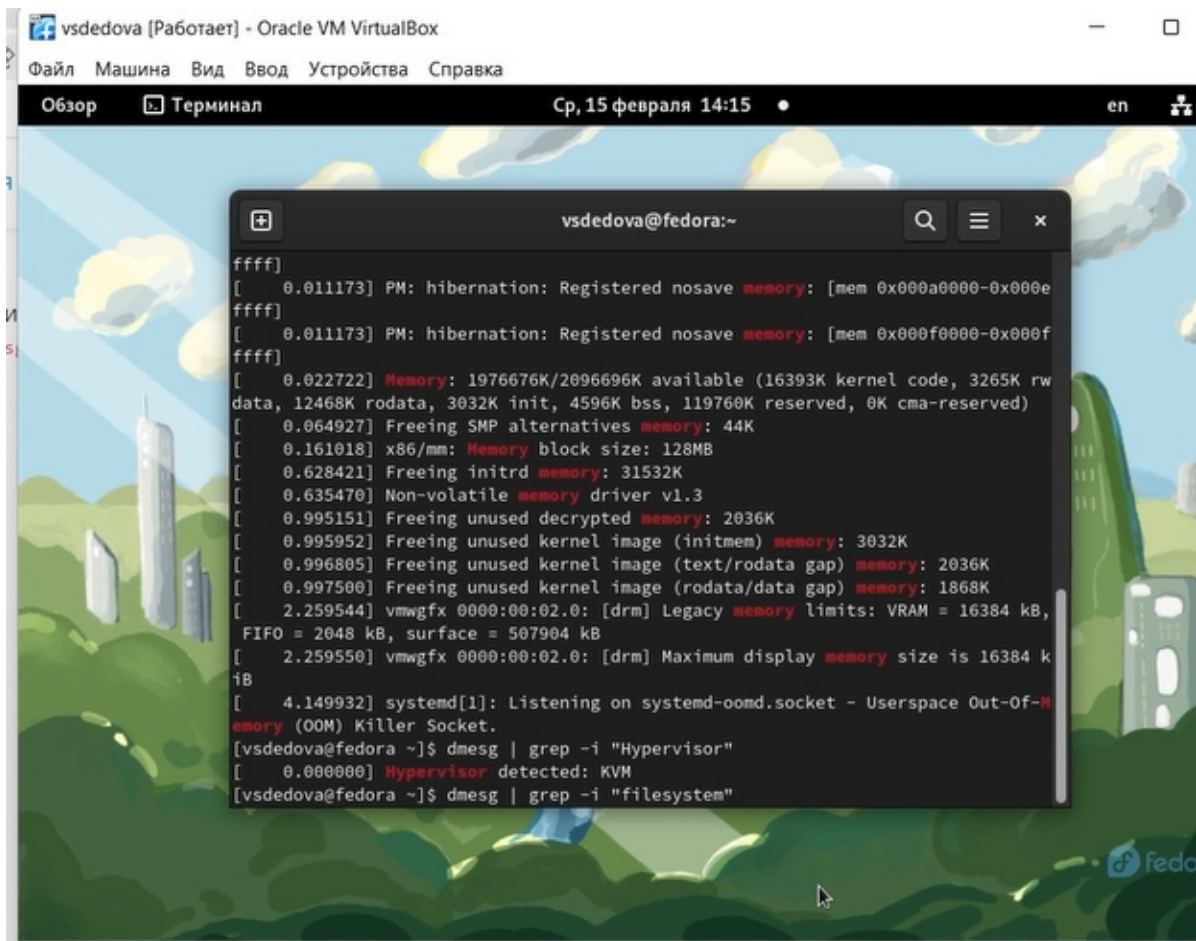 vsdedova [Работает] - Oracle VM VirtualBox
Файл Машина Вид Ввод Устройства Справка
Обзор Терминал Ср, 15 февраля 14:15 en
vsdedova@fedora:~
ffff]
[    0.011173] PM: hibernation: Registered nosave memory: [mem 0x000a0000-0x000e
ffff]
[    0.011173] PM: hibernation: Registered nosave memory: [mem 0x000f0000-0x000f
ffff]
[    0.022722] Memory: 1976676K/2096696K available (16393K kernel code, 3265K rw
data, 12468K rodata, 3032K init, 4596K bss, 119760K reserved, 0K cma-reserved)
[    0.064927] Freeing SMP alternatives memory: 44K
[    0.161018] x86/mm: Memory block size: 128MB
[    0.628421] Freeing initrd memory: 31532K
[    0.635470] Non-volatile memory driver v1.3
[    0.995151] Freeing unused decrypted memory: 2036K
[    0.995952] Freeing unused kernel image (initmem) memory: 3032K
[    0.996805] Freeing unused kernel image (text/rodata gap) memory: 2036K
[    0.997500] Freeing unused kernel image (rodata/data gap) memory: 1868K
[    2.259544] vmwgfx 0000:00:02.0: [drm] Legacy memory limits: VRAM = 16384 kB,
 FIFO = 2048 kB, surface = 507904 kB
[    2.259550] vmwgfx 0000:00:02.0: [drm] Maximum display memory size is 16384 k
iB
[    4.149932] systemd[1]: Listening on systemd-oomd.socket - Userspace Out-Of-M
emory (OOM) Killer Socket.
[vsdedova@fedora ~]$ dmesg | grep -i "Hypervisor"
[    0.000000] Hypervisor detected: KVM
[vsdedova@fedora ~]$ dmesg | grep -i "filesystem"